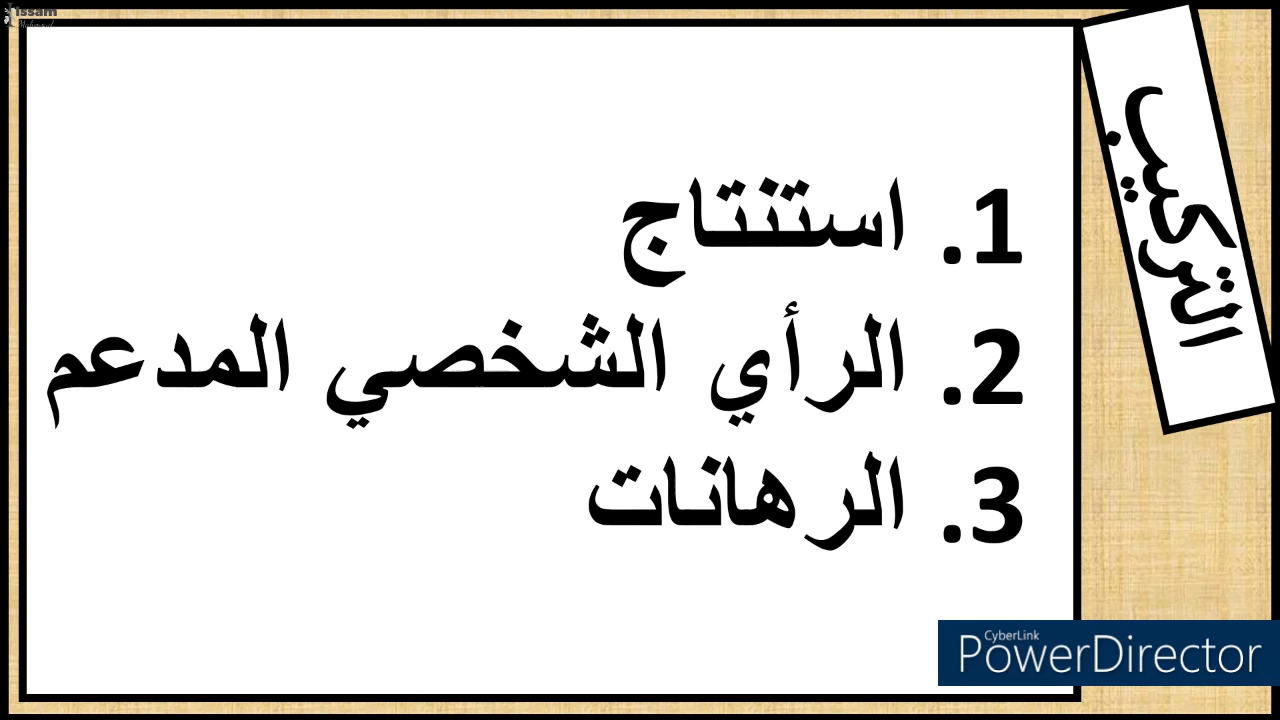 التركيب
1. استنتاج
2. الرأي الشخصي المدعم
3. الرهانات
CyberLink
PowerDirector